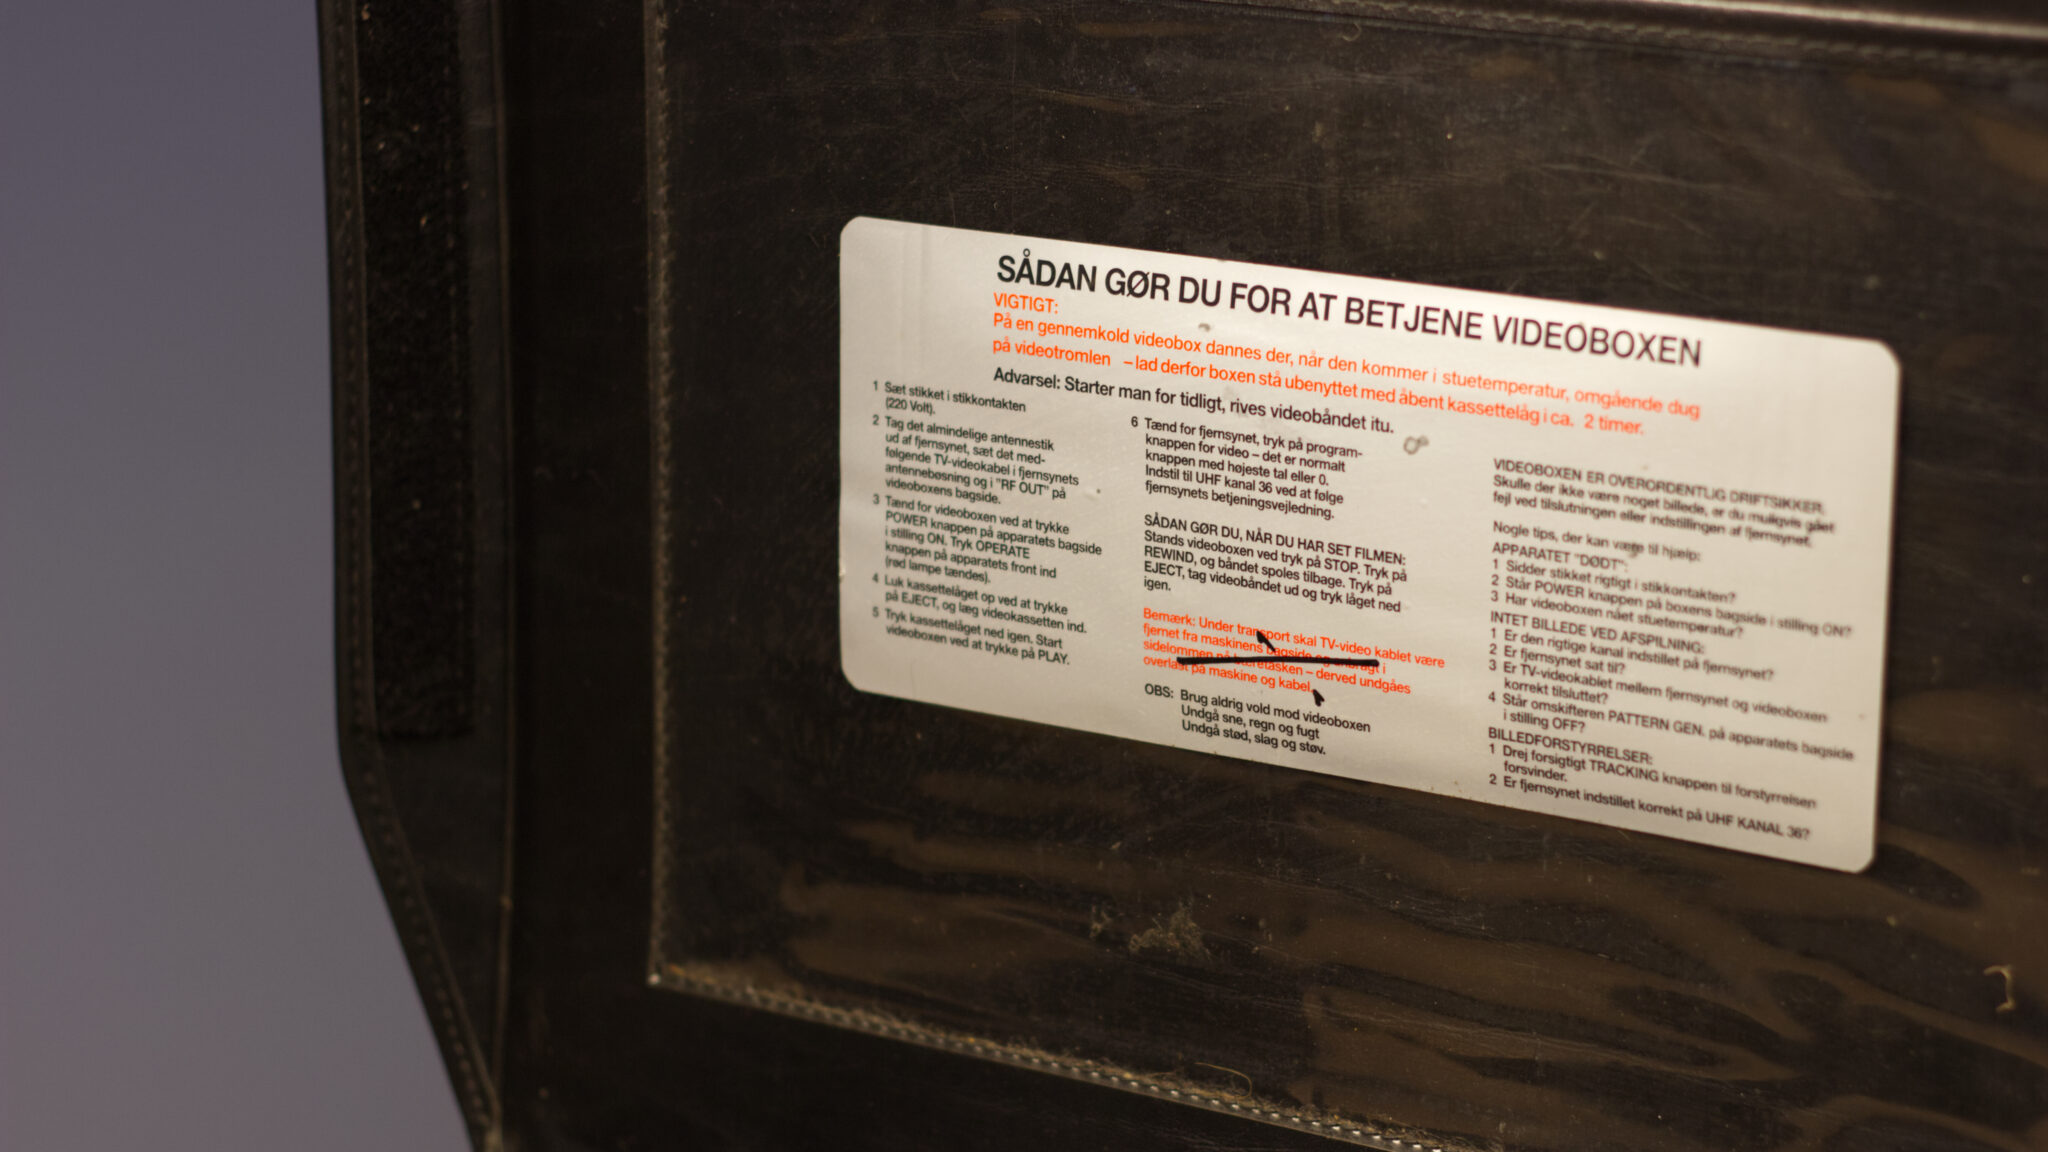 SÅDAN GØR DU FOR AT BETJENE VIDEOBOXEN
VIGTIGT:
På en gennemkold videobox dannes der, når den kommer i stuetemperatur, omgående dug
på videotromlen – lad derfor boxen stå ubenyttet med åbent kassettelåg i ca. 2 timer.
Advarsel: Starter man for tidligt, rives videobåndet itu.
1 Sæt stikket i stikkontakten
(220 Volt).
2 Tag det almindelige antennestik
ud af fjernsynet, sæt det med-
følgende TV-videokabel i fjernsynets
antennebøsning og i "RF OUT" på
videoboxens bagside.
3 Tænd for videoboxen ved at trykke
POWER knappen på apparatets bagside
i stilling ON. Tryk OPERATE
knappen på apparatets front ind
(rød lampe tændes).
4 Luk kassettelåget op ved at trykke
på EJECT, og læg videokassetten ind.
5 Tryk kassettelåget ned igen. Start
videoboxen ved at trykke på PLAY.
6 Tænd for fjernsynet, tryk på program-
knappen for video – det er normalt
knappen med højeste tal eller 0.
Indstil til UHF kanal 36 ved at følge
fjernsynets betjeningsvejledning.
SÅDAN GØR DU, NÅR DU HAR SET FILMEN:
Stands videoboxen ved tryk på STOP. Tryk på
REWIND, og båndet spoles tilbage. Tryk på
EJECT, tag videobåndet ud og tryk låget ned
igen.
Bemærk: Under transport skal TV-video kablet være
fjernet fra maskinens bagside og anbragt i
sidelommen på bæretasken – derved undgåes
overlast på maskine og kabel.
OBS: Brug aldrig vold mod videoboxen
Undgå sne, regn og fugt
Undgå stød, slag og støv.
VIDEOBOXEN ER OVERORDENTLIG DRIFTSIKKER.
Skulle der ikke være noget billede, er du muligvis gået
fejl ved tilslutningen eller indstillingen af fjernsynet.
Nogle tips, der kan være til hjælp:
APPARATET "DØDT":
1 Sidder stikket rigtigt i stikkontakten?
2 Står POWER knappen på boxens bagside i stilling ON?
3 Har videoboxen nået stuetemperatur?
INTET BILLEDE VED AFSPILNING:
1 Er den rigtige kanal indstillet på fjernsynet?
2 Er fjernsynet sat til?
3 Er TV-videokablet mellem fjernsynet og videoboxen
korrekt tilsluttet?
4 Står omskifteren PATTERN GEN. på apparatets bagside
i stilling OFF?
BILLEDFORSTYRRELSER:
1 Drej forsigtigt TRACKING knappen til forstyrrelsen
forsvinder.
2 Er fjernsynet indstillet korrekt på UHF KANAL 36?